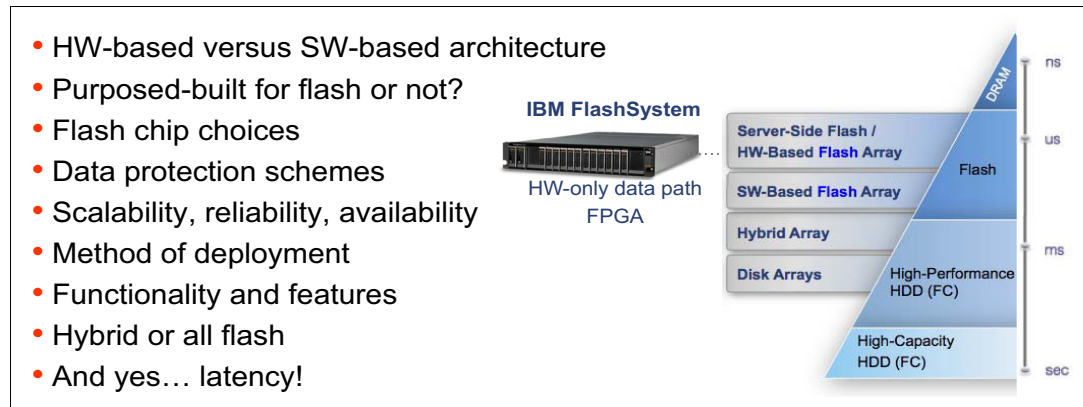 • HW-based versus SW-based architecture
• Purposed-built for flash or not?
• Flash chip choices
• Data protection schemes
• Scalability, reliability, availability
• Method of deployment
• Functionality and features
• Hybrid or all flash
• And yes… latency!
IBM FlashSystem
HW-only data path
FPGA
Server-Side Flash /
HW-Based Flash Array
SW-Based Flash Array
Hybrid Array
Disk Arrays
DRAM
Flash
High-Performance
HDD (FC)
High-Capacity
HDD (FC)
ns
us
ms
sec